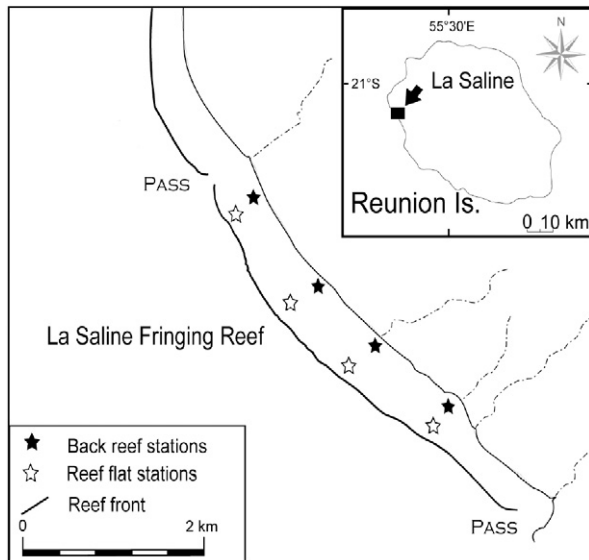 55°30'E
N
21°S
La Saline
Reunion Is.
0 10 km
PASS
La Saline Fringing Reef
Back reef stations
Reef flat stations
Reef front
0 2 km
PASS